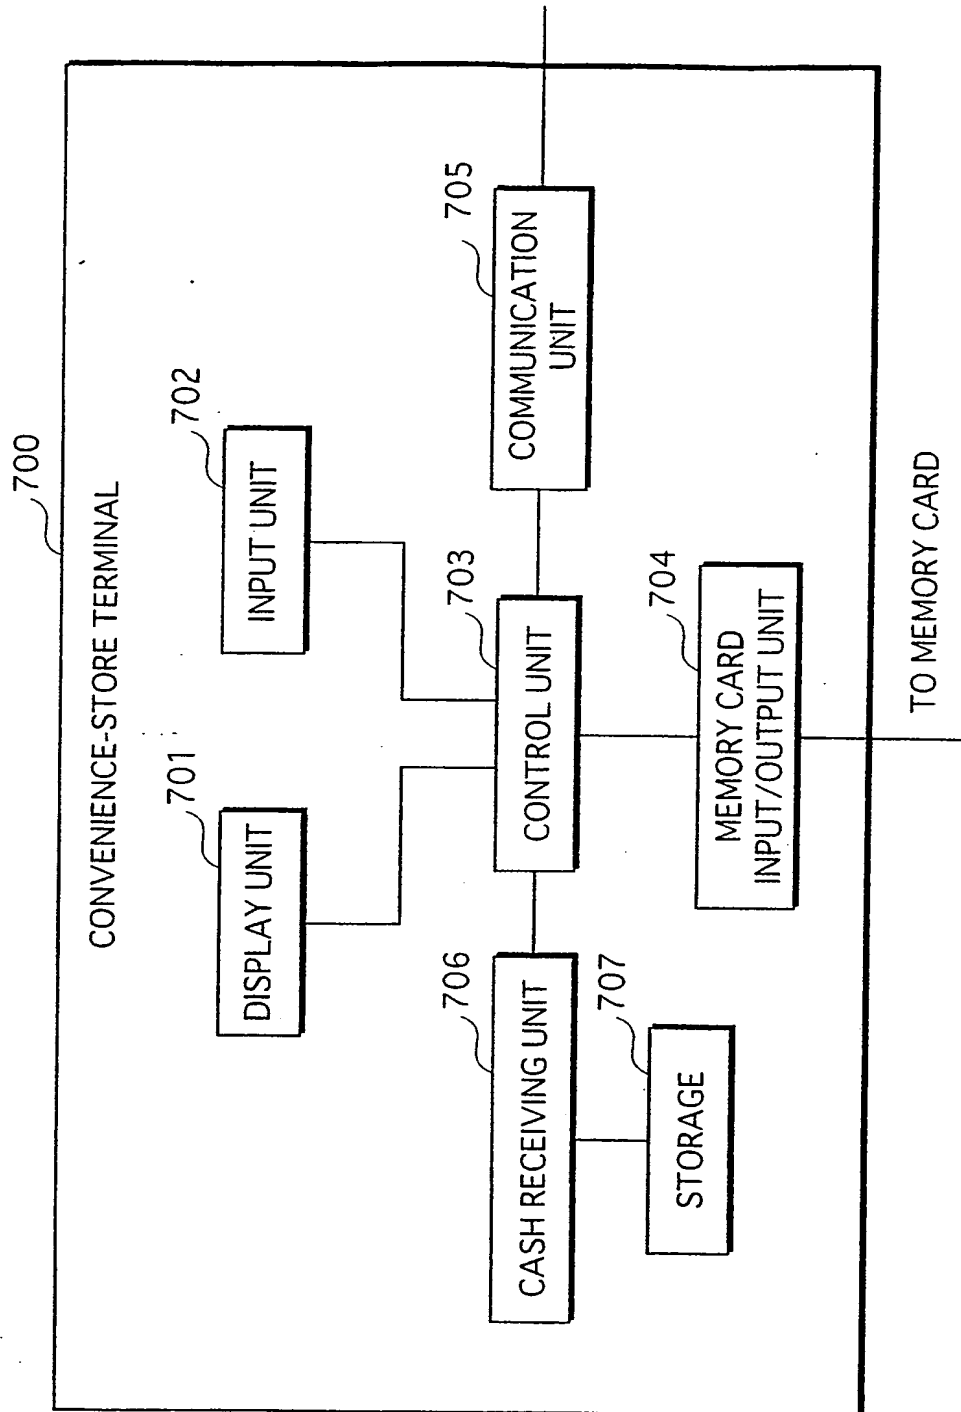 700
CONVENIENCE-STORE TERMINAL
701
DISPLAY UNIT
702
INPUT UNIT
706
CASH RECEIVING UNIT
703
CONTROL UNIT
705
COMMUNICATION
UNIT
707
STORAGE
704
MEMORY CARD
INPUT/OUTPUT UNIT
TO MEMORY CARD